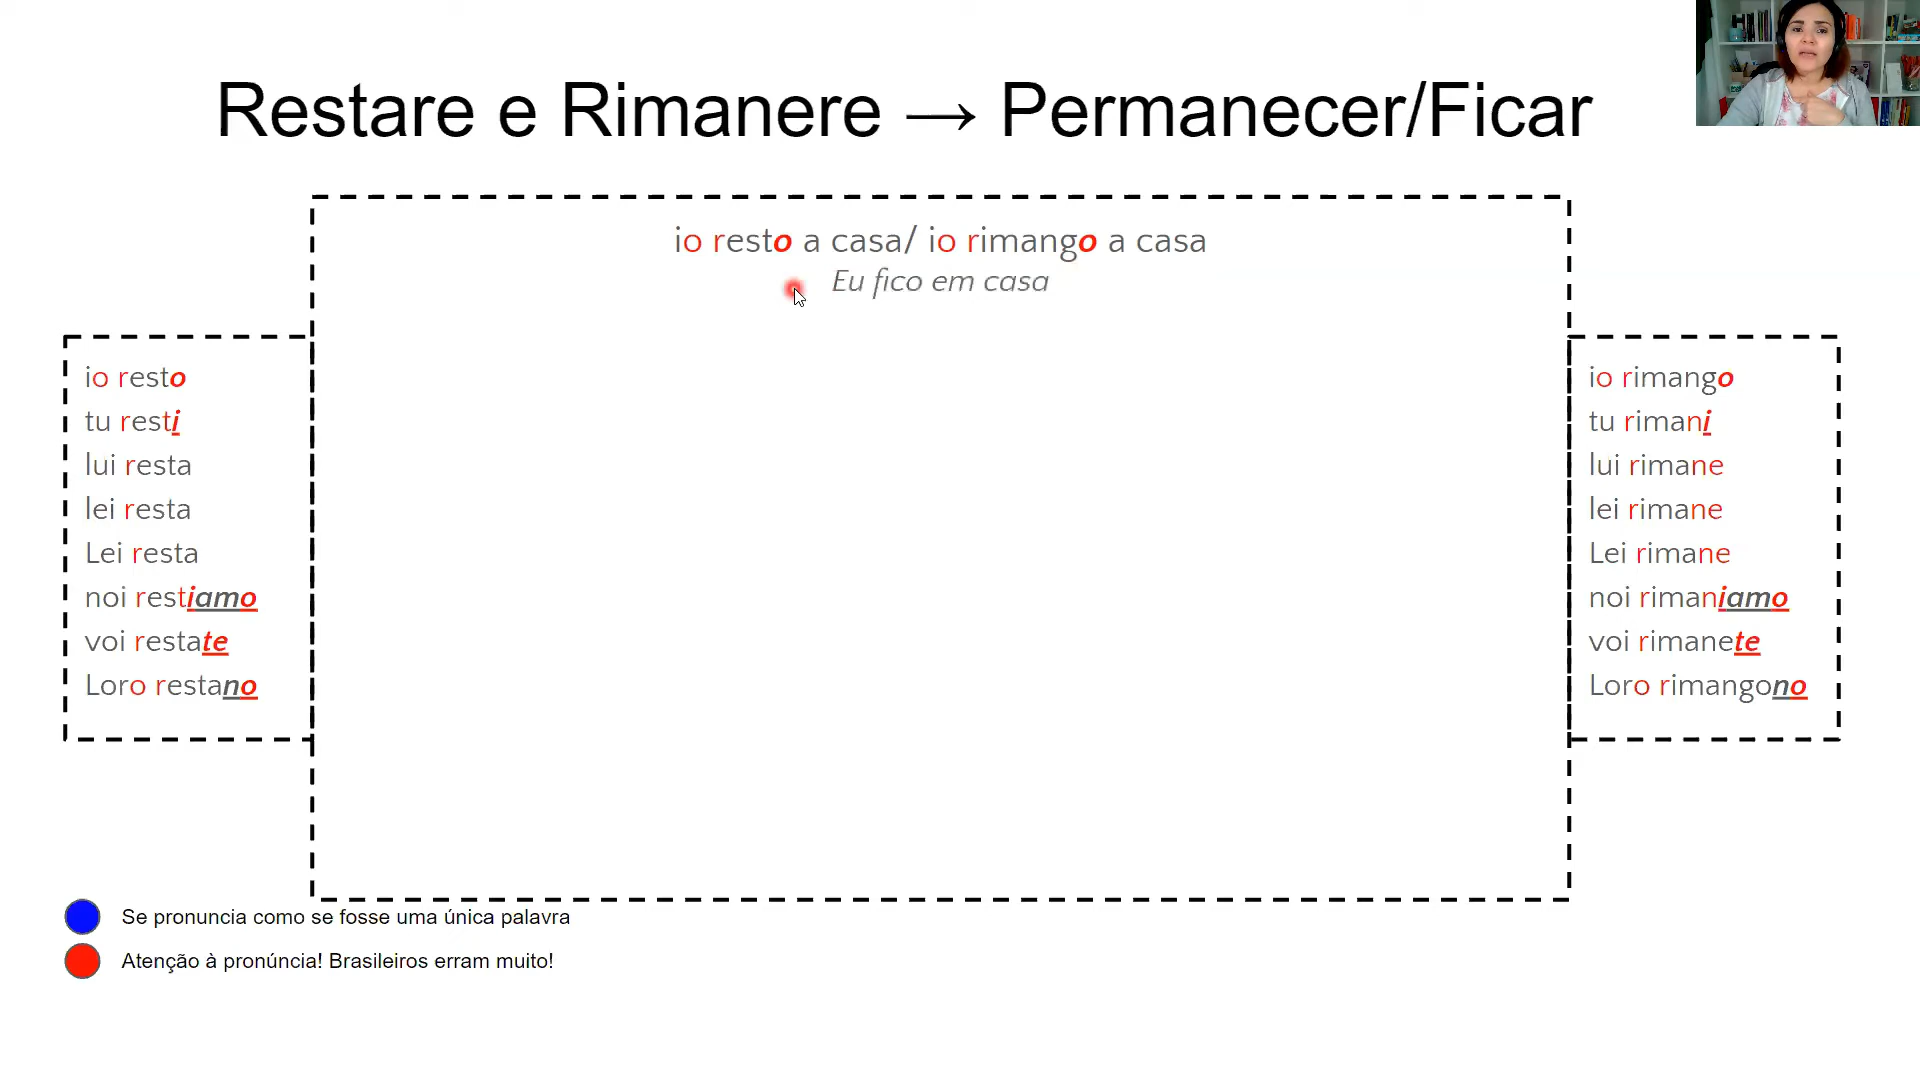 Restare e Rimanere → Permanecer/Ficar
io resto a casa/ io rimango a casa
Eu fico em casa
io resto
tu resti
lui resta
lei resta
Lei resta
noi restiamo
voi restate
Loro restano
io rimango
tu rimani
lui rimane
lei rimane
Lei rimane
noi rimaniamo
voi rimanete
Loro rimangono
Se pronuncia como se fosse uma única palavra
Atenção à pronúncia! Brasileiros erram muito!